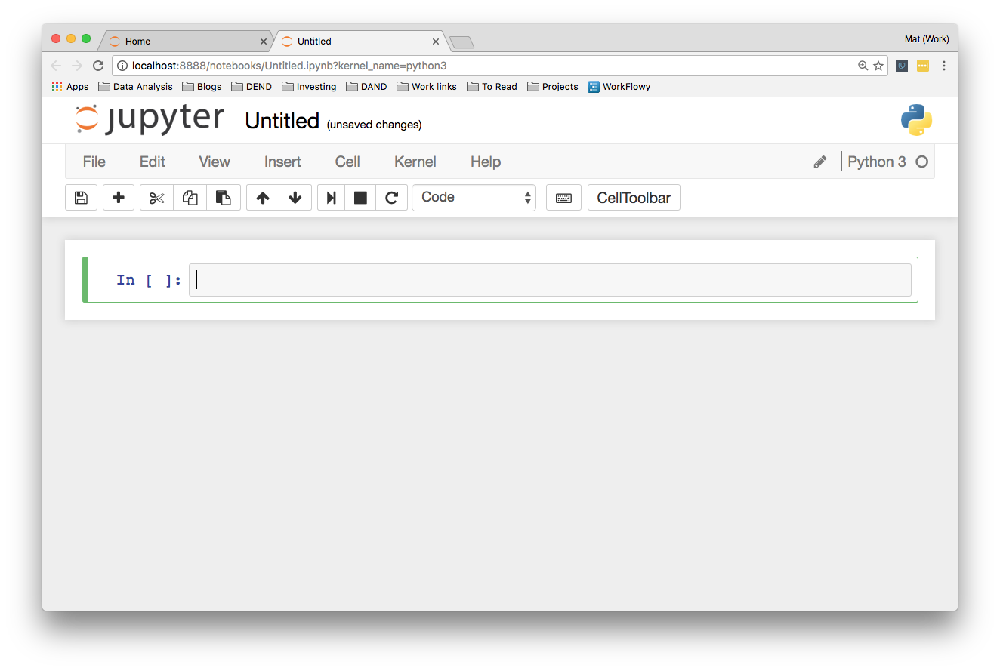 Home Untitled Mat (Work)
localhost:8888/notebooks/Untitled.ipynb?kernel_name=python3
Apps Data Analysis Blogs DEND Investing DAND Work links To Read Projects WorkFlowy
jupyter Untitled (unsaved changes)
File Edit View Insert Cell Kernel Help Python 3
Code CellToolbar
In [ ]: